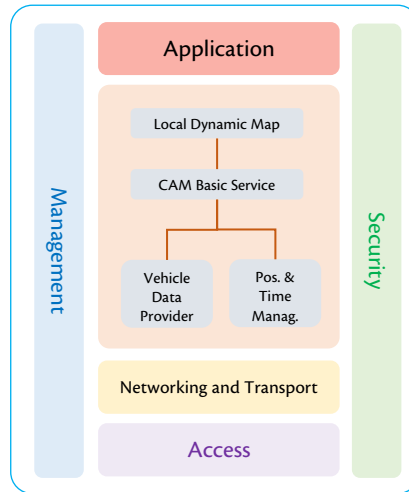 Application
Local Dynamic Map
CAM Basic Service
Vehicle
Data
Provider
Pos. &
Time
Manag.
Networking and Transport
Access
Management
Security